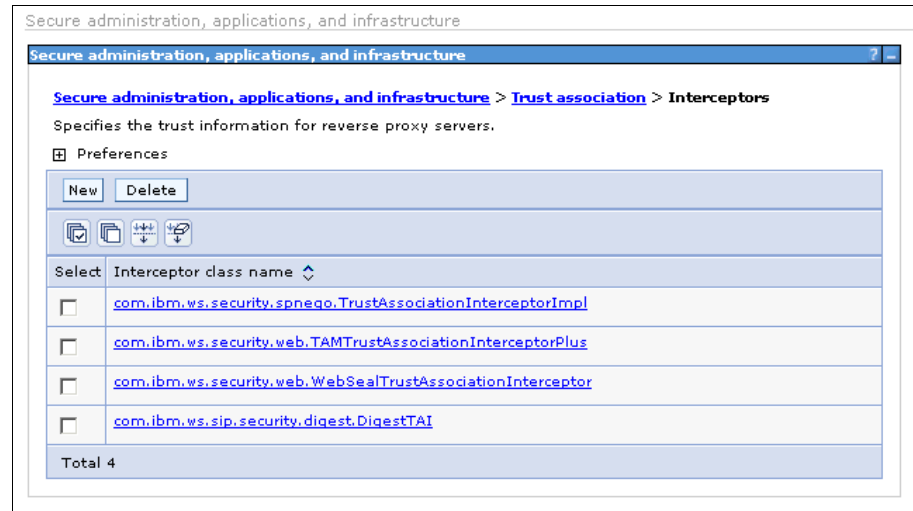 Secure administration, applications, and infrastructure
Secure administration, applications, and infrastructure ? -
Secure administration, applications, and infrastructure > Trust association > Interceptors
Specifies the trust information for reverse proxy servers.
+ Preferences
New Delete
Select Interceptor class name
com.ibm.ws.security.spnego.TrustAssociationInterceptorImpl
com.ibm.ws.security.web.TAMTrustAssociationInterceptorPlus
com.ibm.ws.security.web.WebSealTrustAssociationInterceptor
com.ibm.ws.sip.security.digest.DigestTAI
Total 4